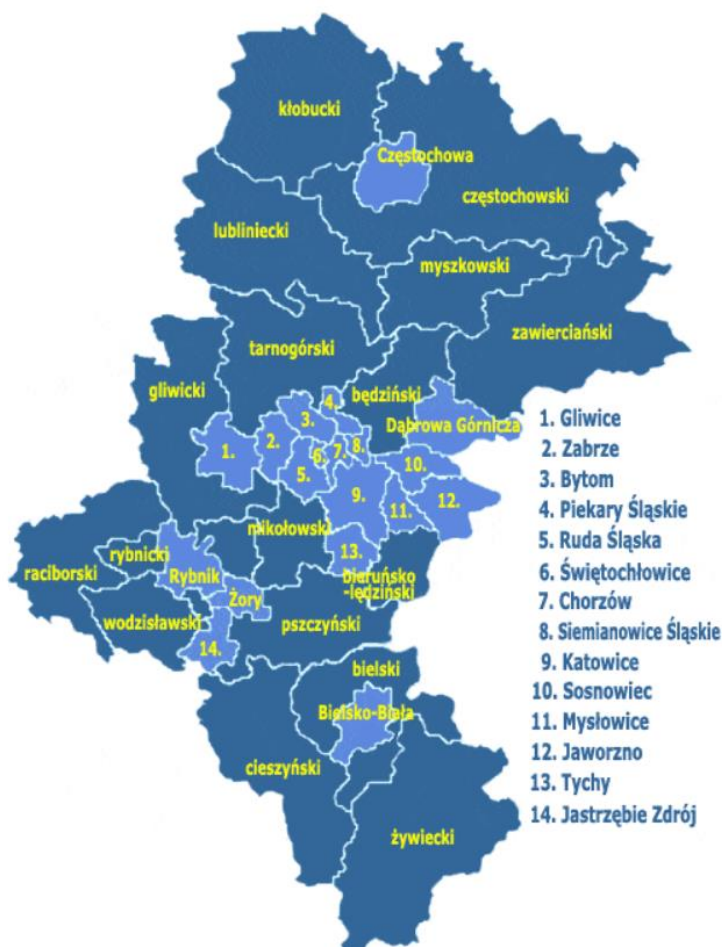 kłobucki
Częstochowa
częstochowski
lubliniecki
myszkowski
zawierciański
tarnogórski
gliwicki
będziński
4.
Dąbrowa Górnicza
3.
1.
2.
6.
7.
8.
5.
10.
9.
11.
12.
mikołowski
13.
rybnicki
raciborski
Rybnik
bieruńsko
-lędziński
Żory
wodzisławski
pszczyński
14.
bielski
Bielsko-Biała
cieszyński
żywiecki
1. Gliwice
2. Zabrze
3. Bytom
4. Piekary Śląskie
5. Ruda Śląska
6. Świętochłowice
7. Chorzów
8. Siemianowice Śląskie
9. Katowice
10. Sosnowiec
11. Mysłowice
12. Jaworzno
13. Tychy
14. Jastrzębie Zdrój